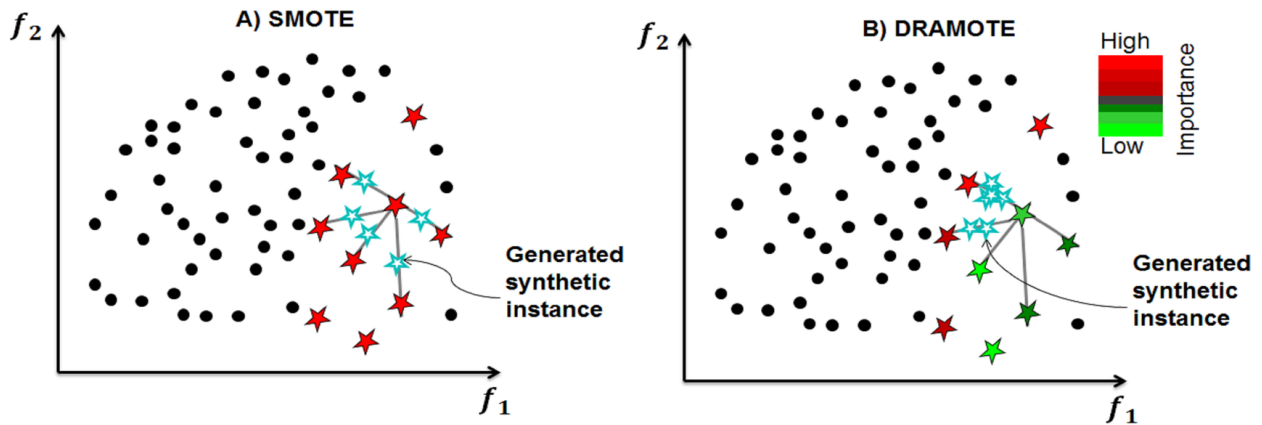 A) SMOTE
f₂
Generated
synthetic
instance
f₁
B) DRAMOTE
f₂
High
Low
Importance
Generated
synthetic
instance
f₁